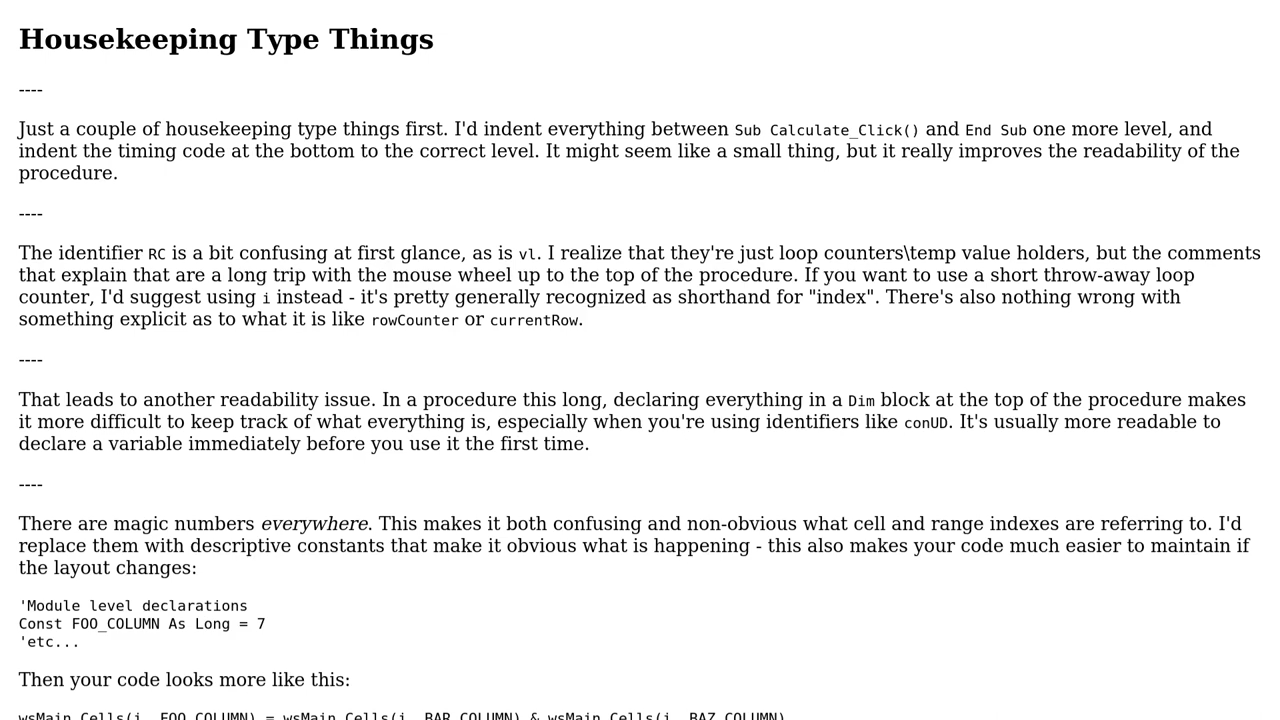 Housekeeping Type Things
----
Just a couple of housekeeping type things first. I'd indent everything between Sub Calculate_Click() and End Sub one more level, and
indent the timing code at the bottom to the correct level. It might seem like a small thing, but it really improves the readability of the
procedure.
----
The identifier RC is a bit confusing at first glance, as is vl. I realize that they're just loop counters\temp value holders, but the comments
that explain that are a long trip with the mouse wheel up to the top of the procedure. If you want to use a short throw-away loop
counter, I'd suggest using i instead - it's pretty generally recognized as shorthand for "index". There's also nothing wrong with
something explicit as to what it is like rowCounter or currentRow.
----
That leads to another readability issue. In a procedure this long, declaring everything in a Dim block at the top of the procedure makes
it more difficult to keep track of what everything is, especially when you're using identifiers like conUD. It's usually more readable to
declare a variable immediately before you use it the first time.
----
There are magic numbers everywhere. This makes it both confusing and non-obvious what cell and range indexes are referring to. I'd
replace them with descriptive constants that make it obvious what is happening - this also makes your code much easier to maintain if
the layout changes:
'Module level declarations
Const FOO_COLUMN As Long = 7
'etc...
Then your code looks more like this:
wsMain.Cells(i, FOO_COLUMN) = wsMain.Cells(i, BAR_COLUMN) & wsMain.Cells(i, BAZ_COLUMN)